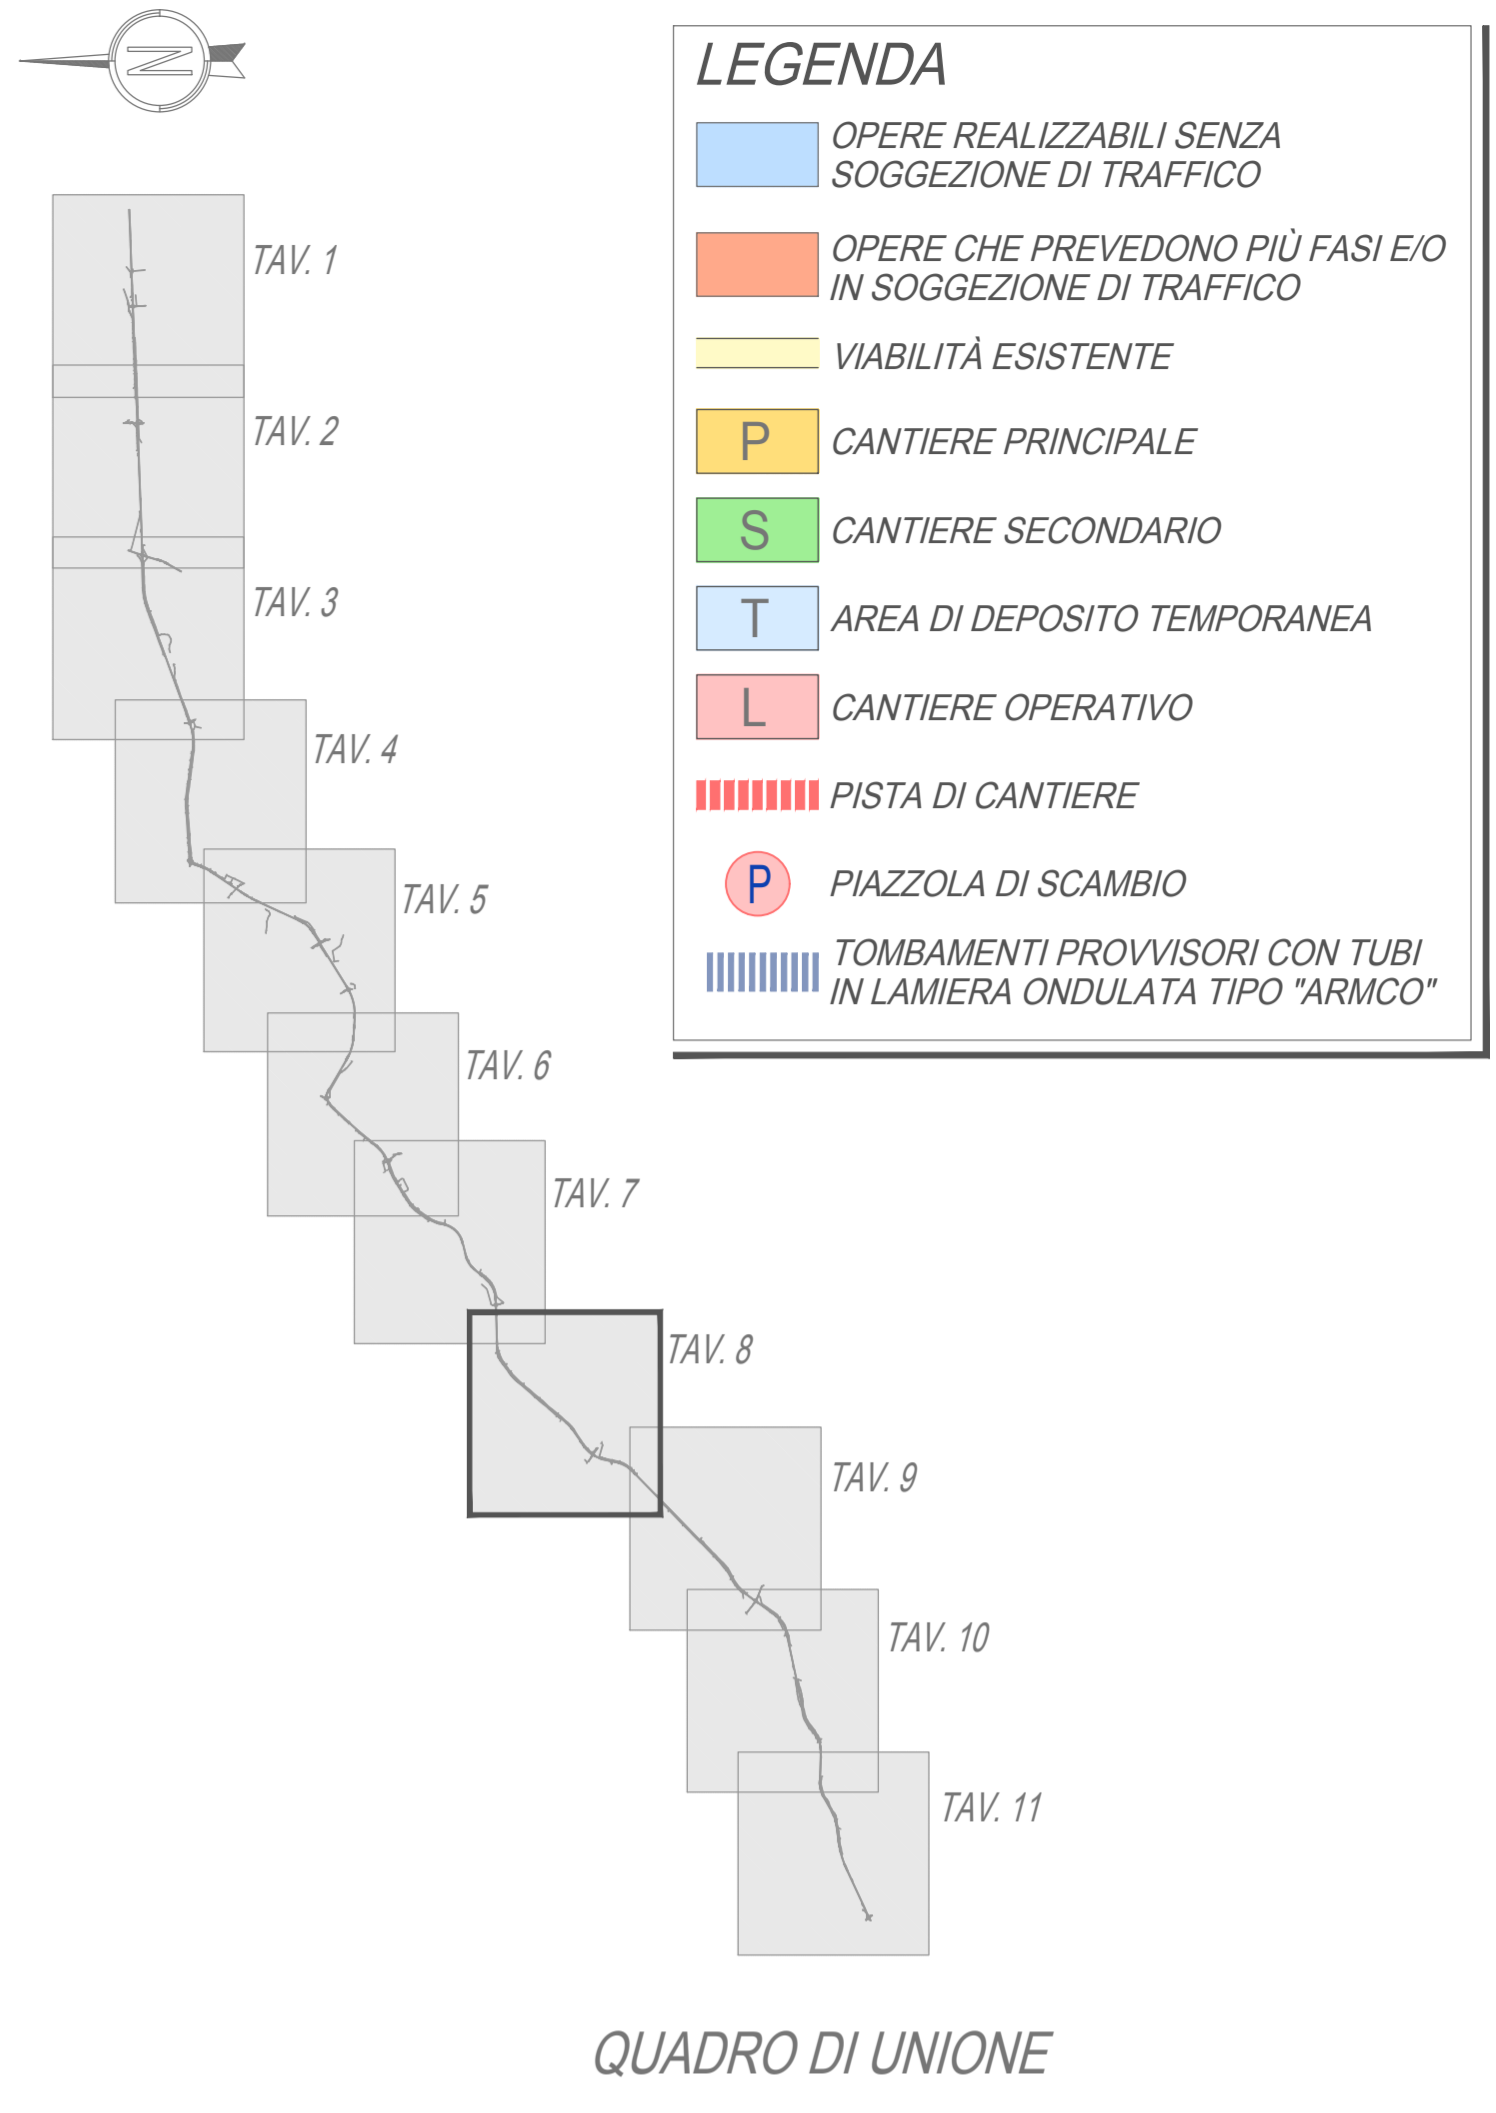 N
LEGENDA
OPERE REALIZZABILI SENZA
SOGGEZIONE DI TRAFFICO
OPERE CHE PREVEDONO PIÙ FASI E/O
IN SOGGEZIONE DI TRAFFICO
VIABILITÀ ESISTENTE
P CANTIERE PRINCIPALE
S CANTIERE SECONDARIO
T AREA DI DEPOSITO TEMPORANEA
L CANTIERE OPERATIVO
PISTA DI CANTIERE
P PIAZZOLA DI SCAMBIO
TOMBAMENTI PROVVISORI CON TUBI
IN LAMIERA ONDULATA TIPO "ARMCO"
TAV. 1
TAV. 2
TAV. 3
TAV. 4
TAV. 5
TAV. 6
TAV. 7
TAV. 8
TAV. 9
TAV. 10
TAV. 11
QUADRO DI UNIONE